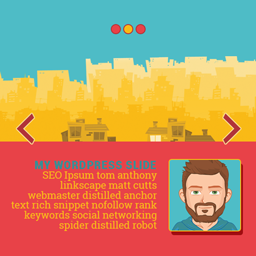 MY WORDPRESS SLIDE
SEO Ipsum tom anthony
linkscape matt cutts
webmaster distilled anchor
text rich snippet nofollow rank
keywords social networking
spider distilled robot